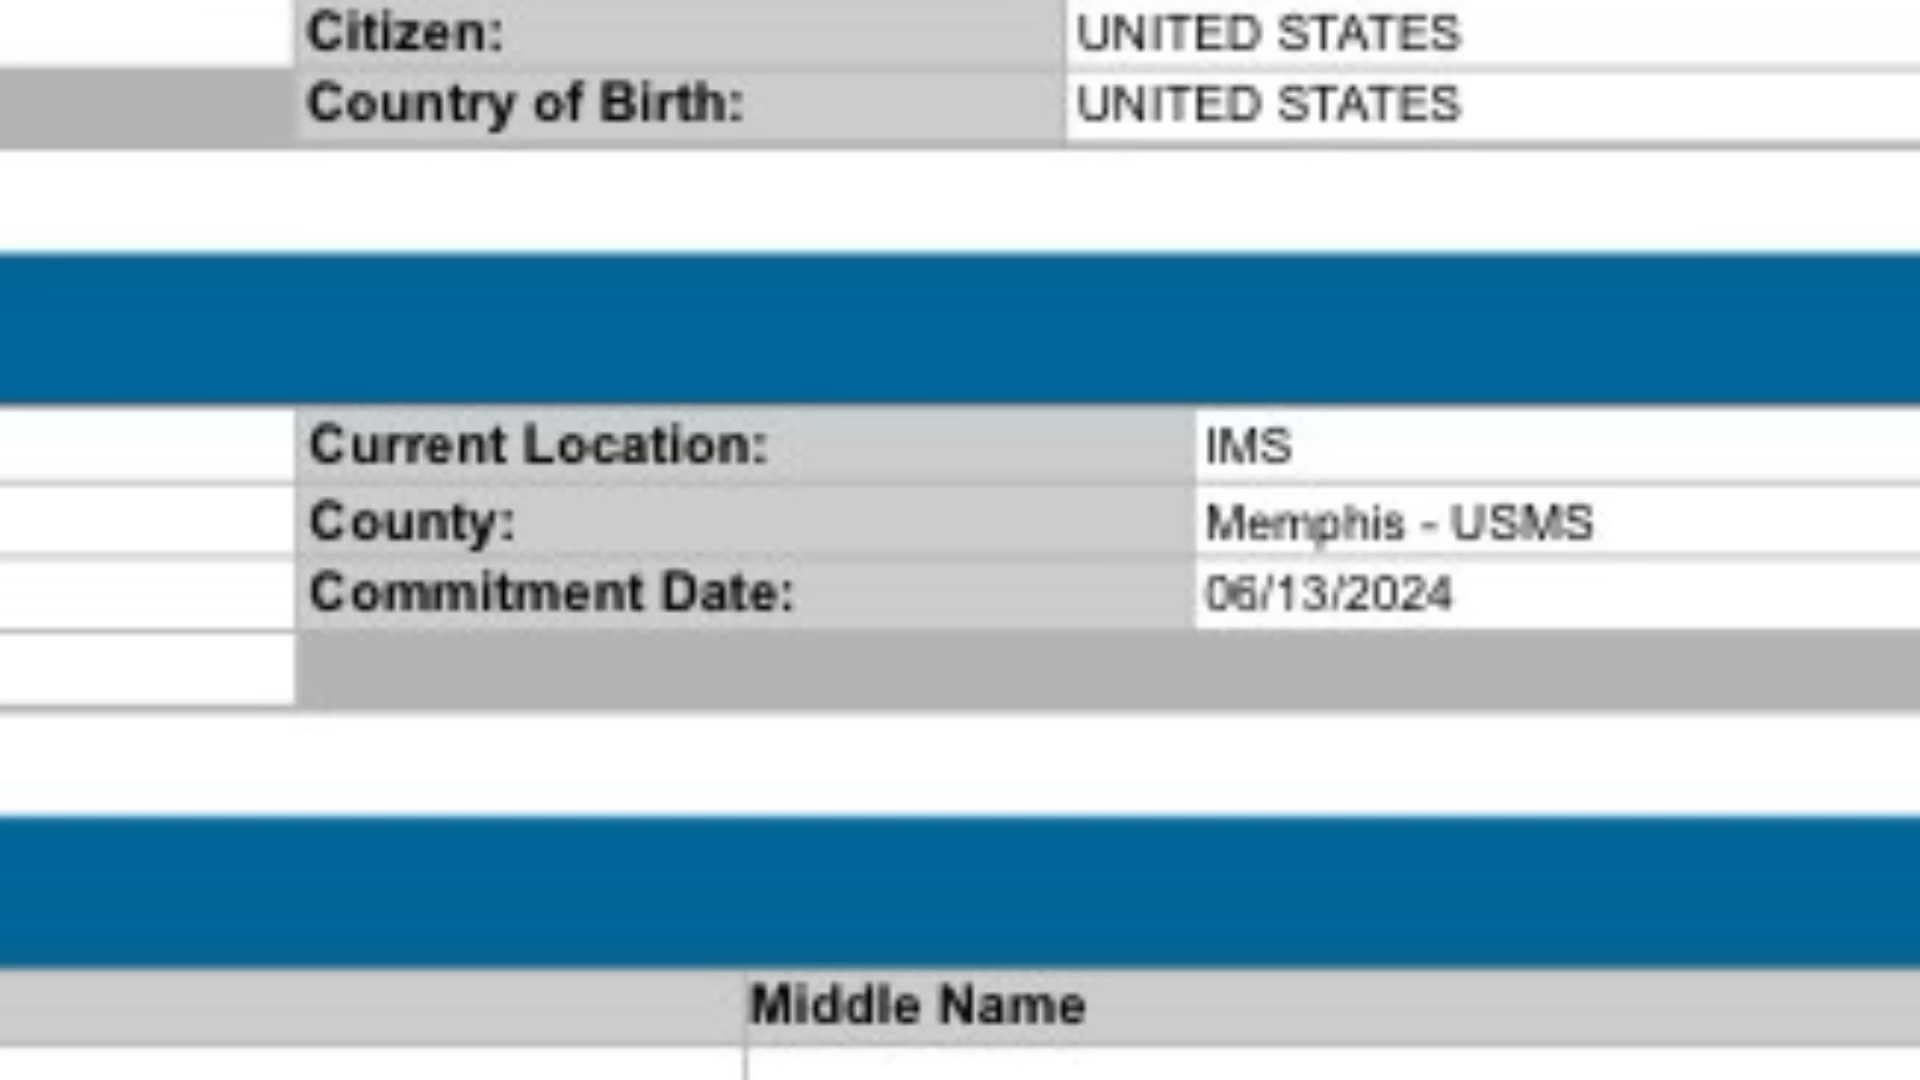 Citizen: UNITED STATES
Country of Birth: UNITED STATES
Current Location: IMS
County: Memphis - USMS
Commitment Date: 06/13/2024
Middle Name